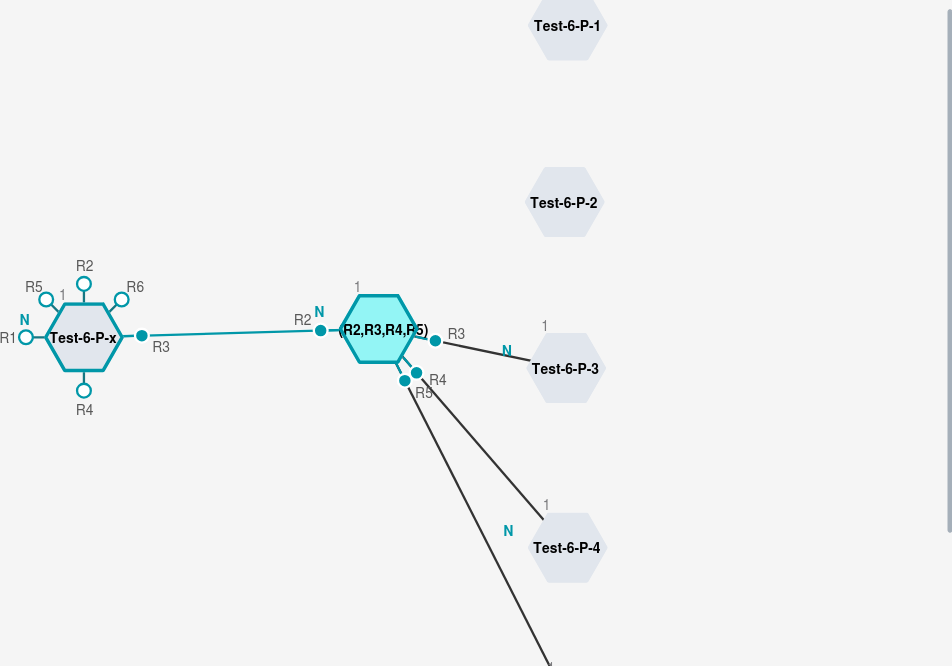 Test-6-P-1
Test-6-P-2
R2
R5
1
R6
N
R1
Test-6-P-x
R3
R4
1
N
R2
(R2,R3,R4,R5)
R3
R4
R5
N
1
Test-6-P-3
1
N
Test-6-P-4